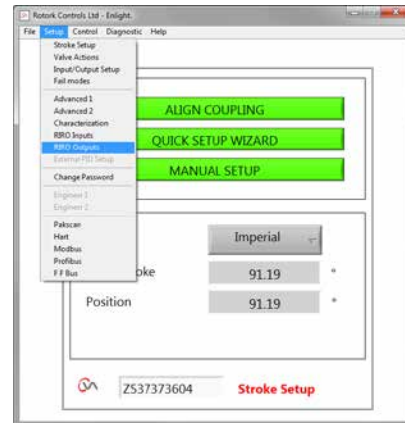 Rotork Controls Ltd - Enlight.
File Setup Control Diagnostic Help
Stroke Setup
Valve Actions
Input/Output Setup
Fail modes
Advanced 1
Advanced 2
Characterization
RIRO Inputs
RIRO Outputs
External PID Setup
Change Password
Engineer 1
Engineer 2
Pakscan
Hart
Modbus
Profibus
F F Bus
ALIGN COUPLING
QUICK SETUP WIZARD
MANUAL SETUP
Imperial
oke 91.19 °
Position 91.19 °
ZS37373604 Stroke Setup